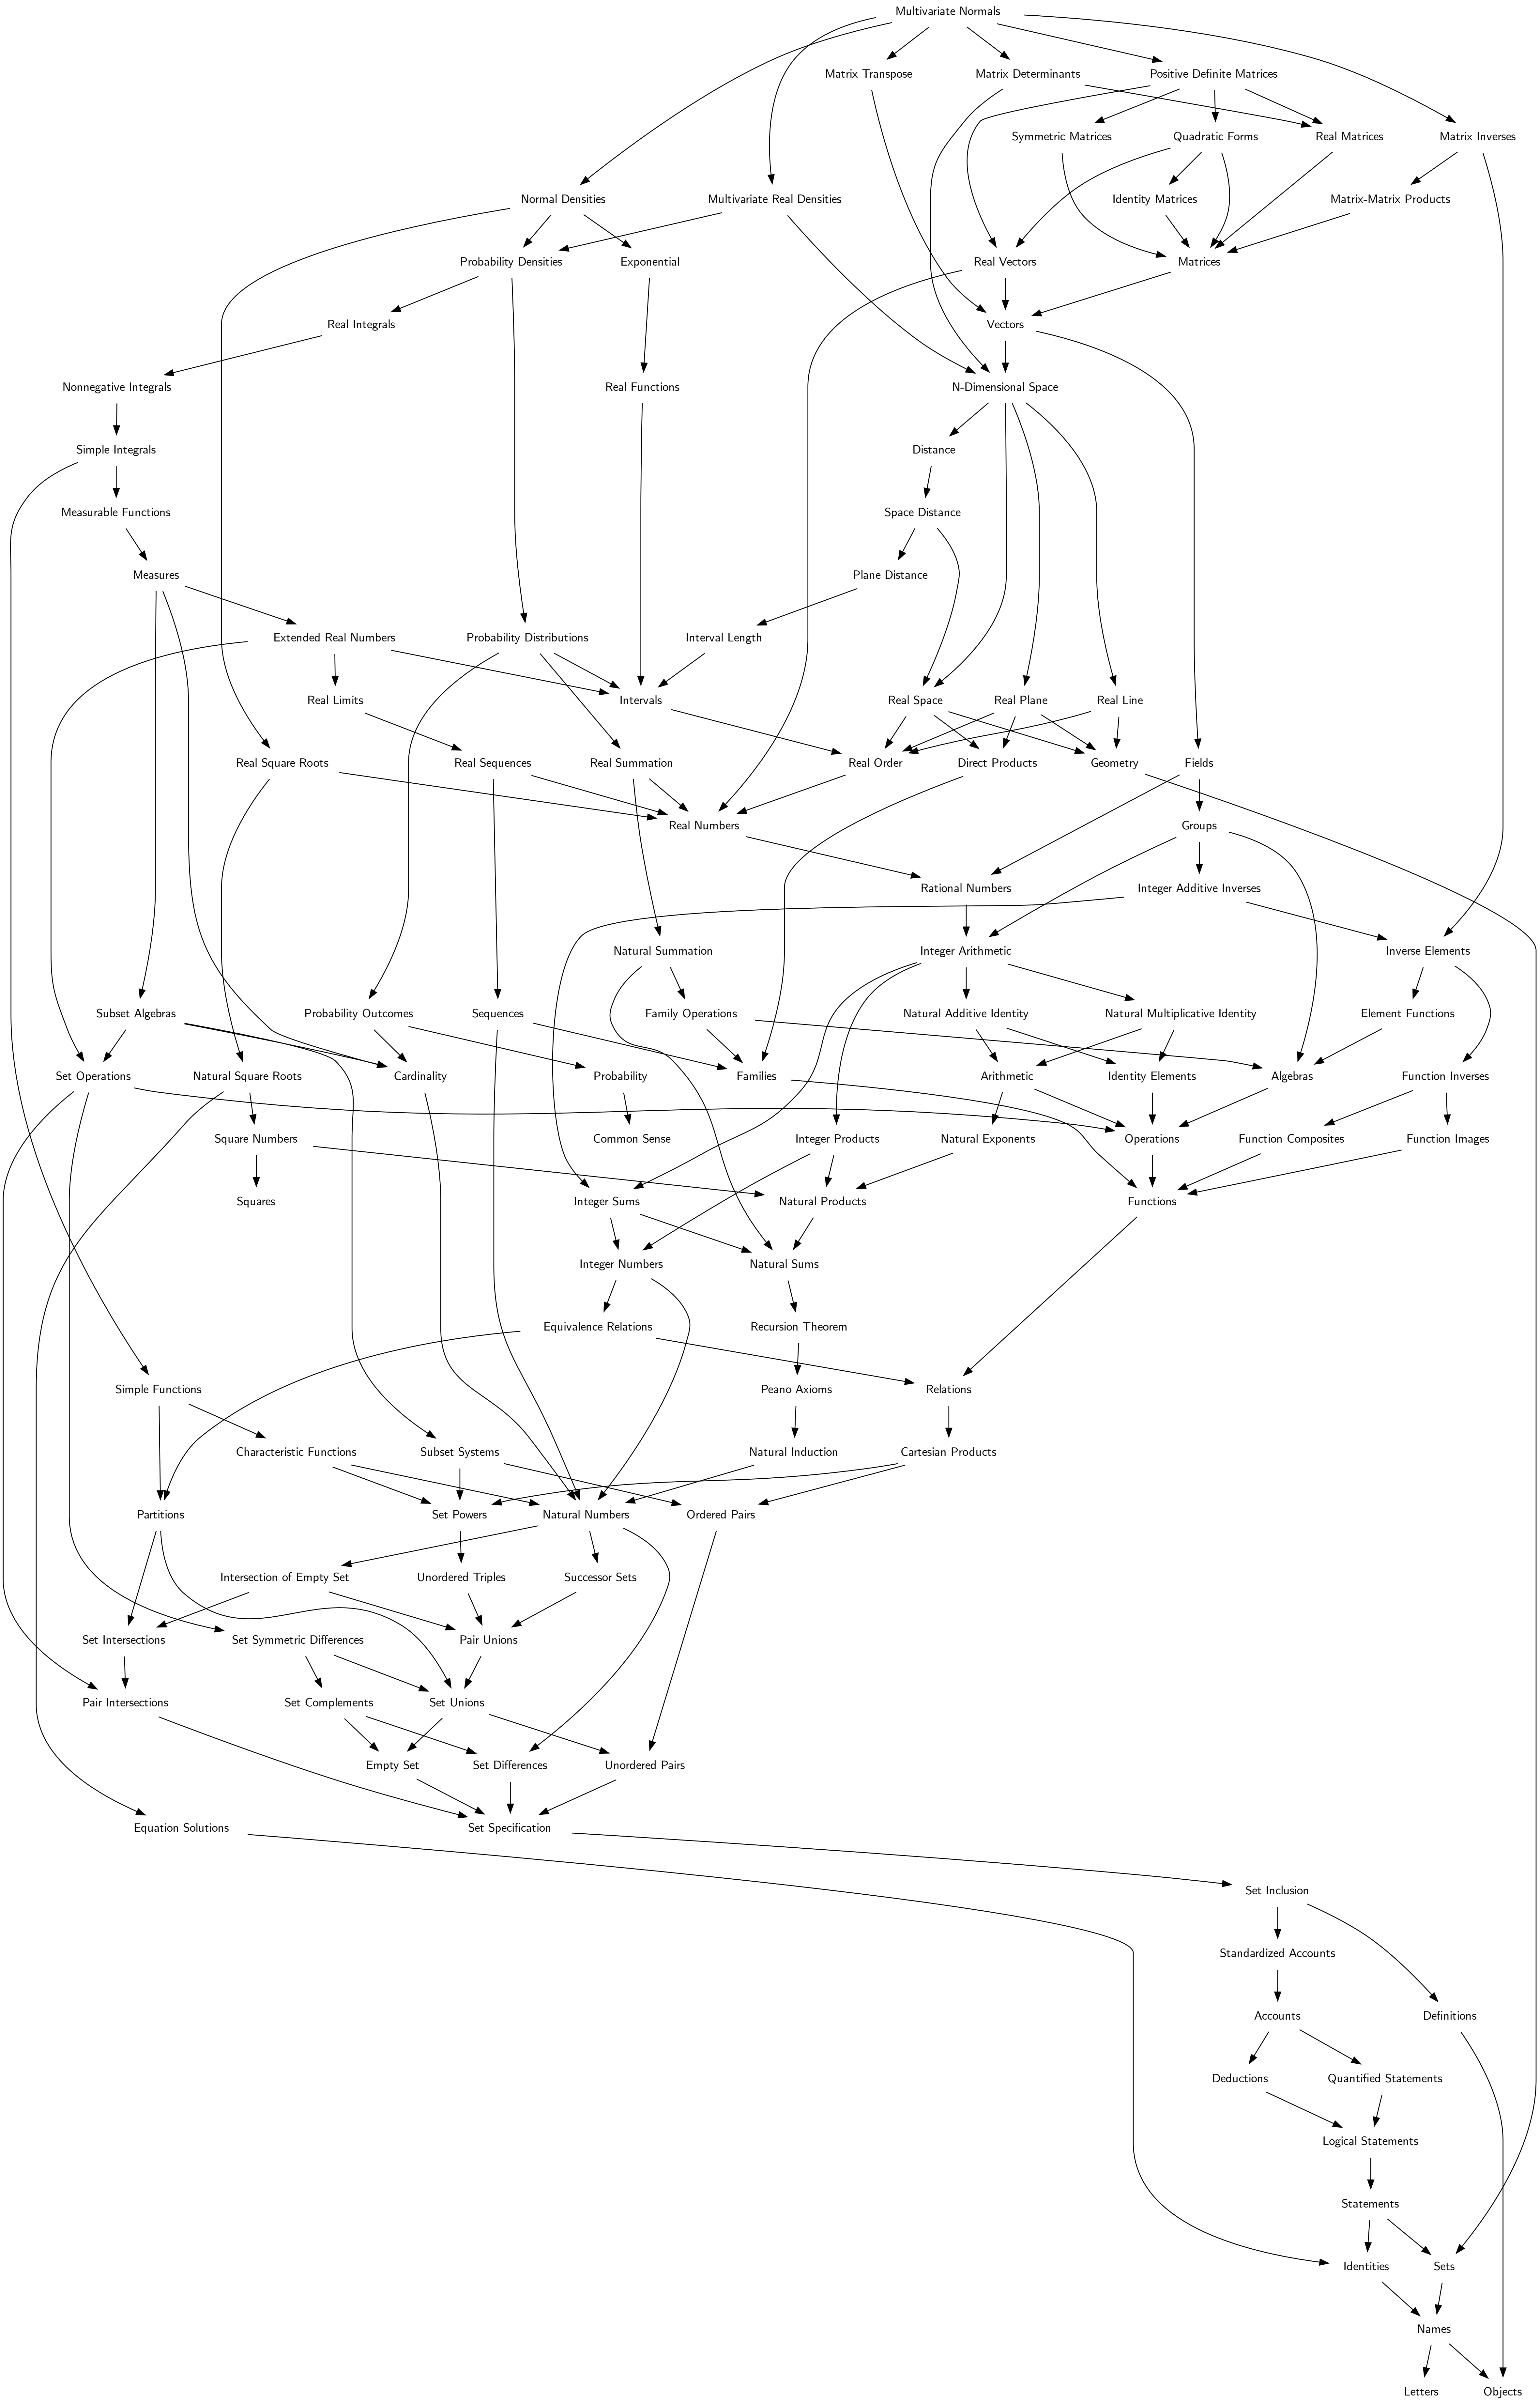 Multivariate Normals
Matrix Transpose
Matrix Determinants
Positive Definite Matrices
Symmetric Matrices
Quadratic Forms
Real Matrices
Matrix Inverses
Normal Densities
Multivariate Real Densities
Identity Matrices
Matrix-Matrix Products
Probability Densities
Exponential
Real Vectors
Matrices
Real Integrals
Vectors
Nonnegative Integrals
Real Functions
N-Dimensional Space
Simple Integrals
Distance
Measurable Functions
Space Distance
Measures
Plane Distance
Extended Real Numbers
Probability Distributions
Interval Length
Real Limits
Intervals
Real Space
Real Plane
Real Line
Real Square Roots
Real Sequences
Real Summation
Real Order
Direct Products
Geometry
Fields
Real Numbers
Groups
Rational Numbers
Integer Additive Inverses
Natural Summation
Integer Arithmetic
Inverse Elements
Subset Algebras
Probability Outcomes
Sequences
Family Operations
Natural Additive Identity
Natural Multiplicative Identity
Element Functions
Set Operations
Natural Square Roots
Cardinality
Probability
Families
Arithmetic
Identity Elements
Algebras
Function Inverses
Square Numbers
Common Sense
Integer Products
Natural Exponents
Operations
Function Composites
Function Images
Squares
Integer Sums
Natural Products
Functions
Integer Numbers
Natural Sums
Equivalence Relations
Recursion Theorem
Simple Functions
Peano Axioms
Relations
Characteristic Functions
Subset Systems
Natural Induction
Cartesian Products
Partitions
Set Powers
Natural Numbers
Ordered Pairs
Intersection of Empty Set
Unordered Triples
Successor Sets
Set Intersections
Set Symmetric Differences
Pair Unions
Pair Intersections
Set Complements
Set Unions
Empty Set
Set Differences
Unordered Pairs
Equation Solutions
Set Specification
Set Inclusion
Standardized Accounts
Accounts
Definitions
Deductions
Quantified Statements
Logical Statements
Statements
Identities
Sets
Names
Letters
Objects